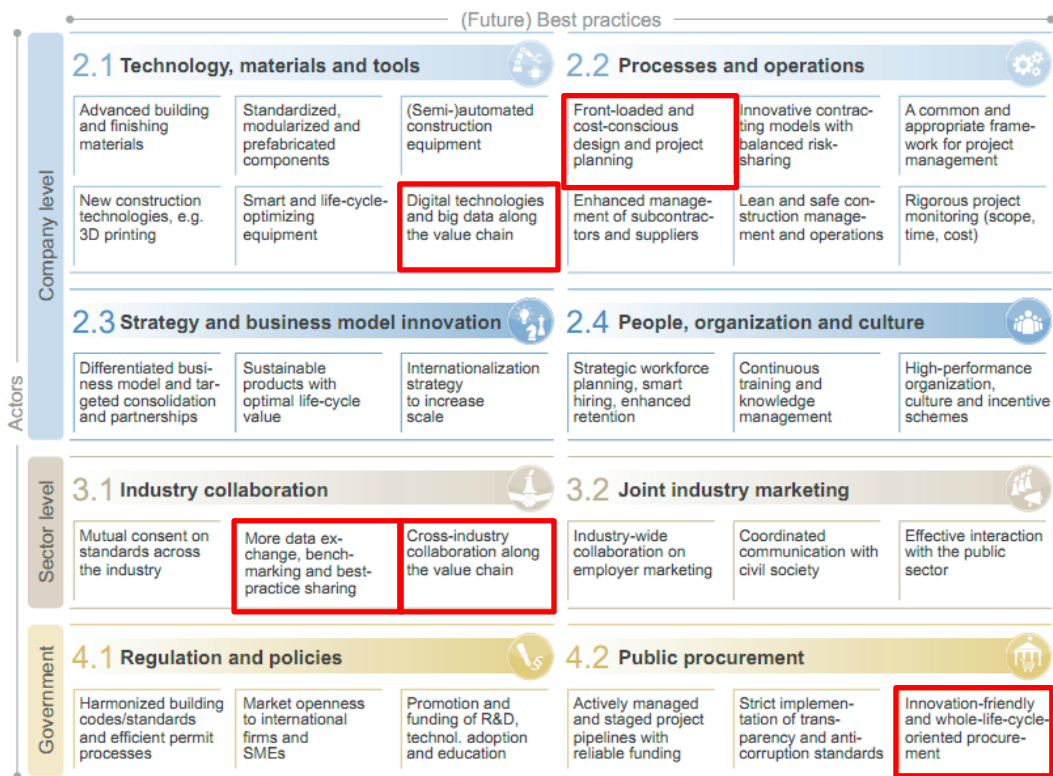 (Future) Best practices
Actors
Company level
2.1 Technology, materials and tools
Advanced building
and finishing
materials
Standardized,
modularized and
prefabricated
components
(Semi-)automated
construction
equipment
New construction
technologies, e.g.
3D printing
Smart and life-cycle-
optimizing
equipment
Digital technologies
and big data along
the value chain
2.2 Processes and operations
Front-loaded and
cost-conscious
design and project
planning
Innovative contrac-
ting models with
balanced risk-
sharing
A common and
appropriate frame-
work for project
management
Enhanced manage-
ment of subcontrac-
tors and suppliers
Lean and safe con-
struction manage-
ment and operations
Rigorous project
monitoring (scope,
time, cost)
2.3 Strategy and business model innovation
Differentiated busi-
ness model and tar-
geted consolidation
and partnerships
Sustainable
products with
optimal life-cycle
value
Internationalization
strategy
to increase
scale
2.4 People, organization and culture
Strategic workforce
planning, smart
hiring, enhanced
retention
Continuous
training and
knowledge
management
High-performance
organization,
culture and incentive
schemes
Sector level
3.1 Industry collaboration
Mutual consent on
standards across
the industry
More data ex-
change, bench-
marking and best-
practice sharing
Cross-industry
collaboration along
the value chain
3.2 Joint industry marketing
Industry-wide
collaboration on
employer marketing
Coordinated
communication with
civil society
Effective interaction
with the public
sector
Government
4.1 Regulation and policies
§
Harmonized building
codes/standards
and efficient permit
processes
Market openness
to international
firms and
SMEs
Promotion and
funding of R&D,
technol. adoption
and education
4.2 Public procurement
Actively managed
and staged project
pipelines with
reliable funding
Strict implemen-
tation of trans-
parency and anti-
corruption standards
Innovation-friendly
and whole-life-cycle-
oriented procure-
ment